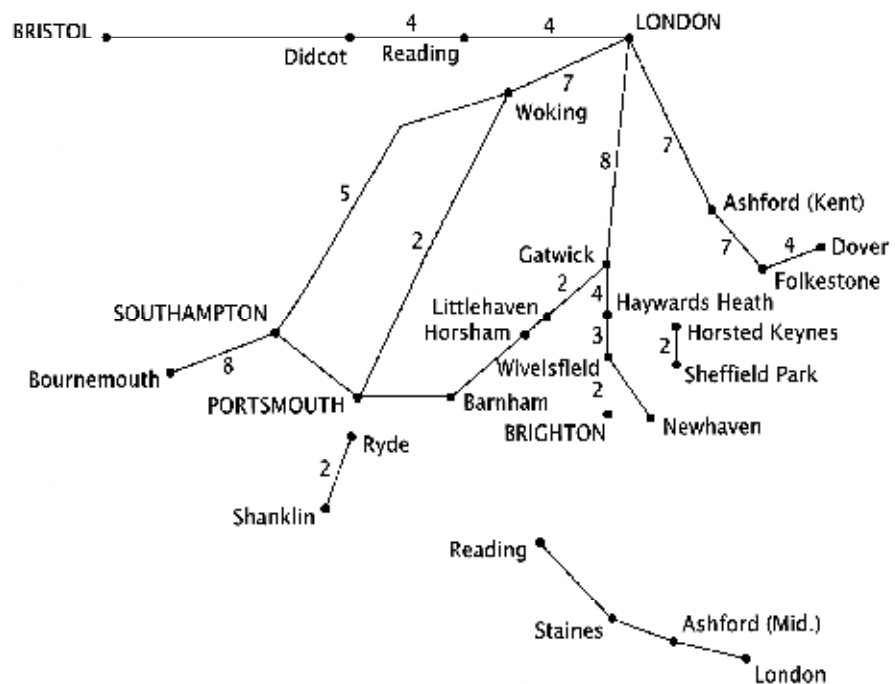 BRISTOL
4
4
LONDON
Didcot
Reading
7
Woking
7
8
5
Ashford (Kent)
2
7
4
Dover
Gatwick
Folkestone
2
4
Haywards Heath
Littlehaven
SOUTHAMPTON
Horsham
3
Horsted Keynes
2
Wivelsfield
Sheffield Park
Bournemouth
8
2
PORTSMOUTH
Barnham
BRIGHTON
Newhaven
Ryde
2
Shanklin
Reading
Staines
Ashford (Mid.)
London